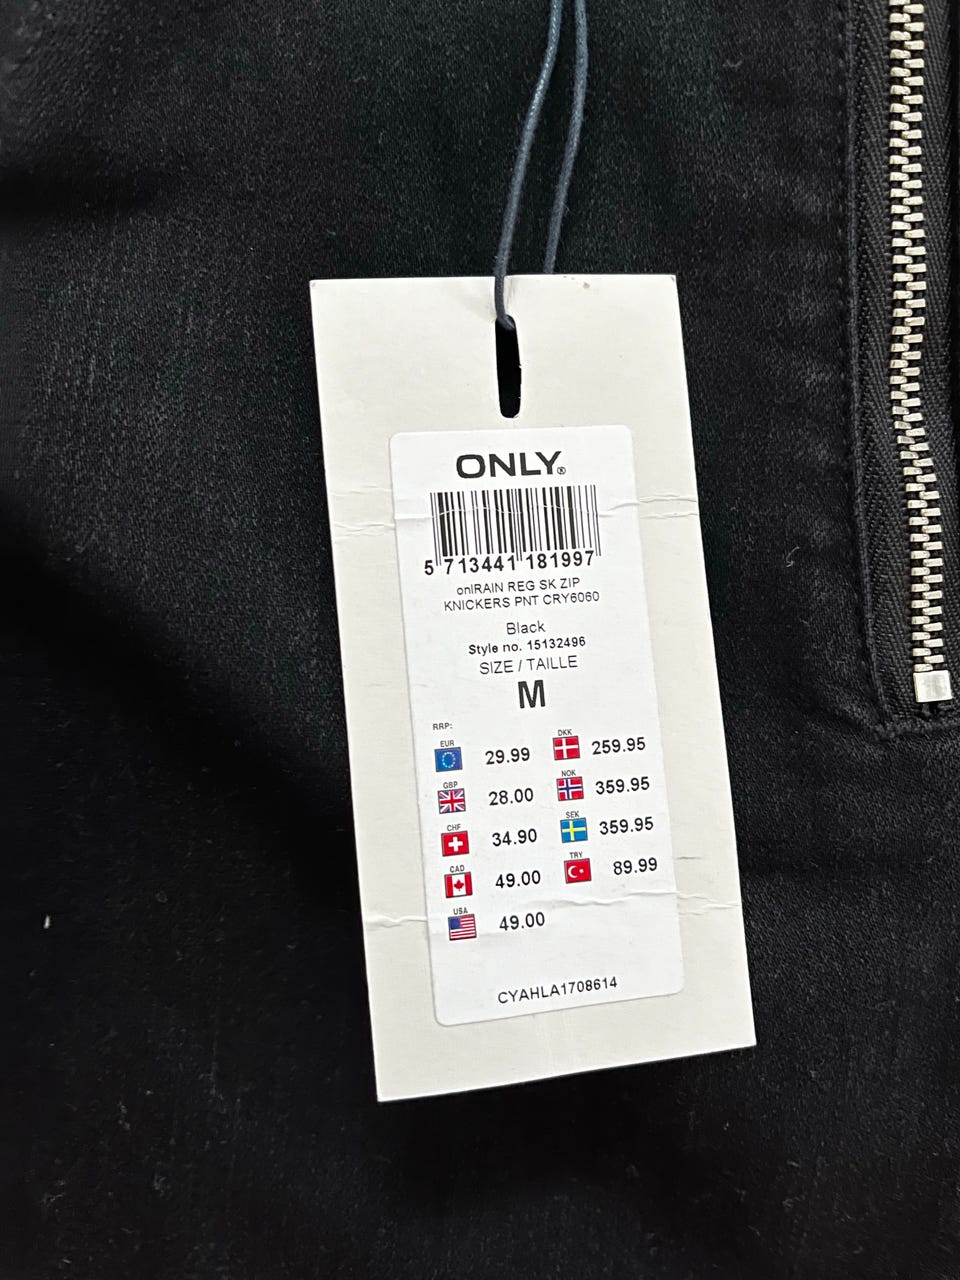 ONLY®
5 713441 181997
onlRAIN REG SK ZIP
KNICKERS PNT CRY6060
Black
Style no. 15132496
SIZE / TAILLE
M
RRP:
EUR 29.99 DKK 259.95
GBP 28.00 NOK 359.95
CHF 34.90 SEK 359.95
CAD 49.00 TRY 89.99
USA 49.00
CYAHLA1708614